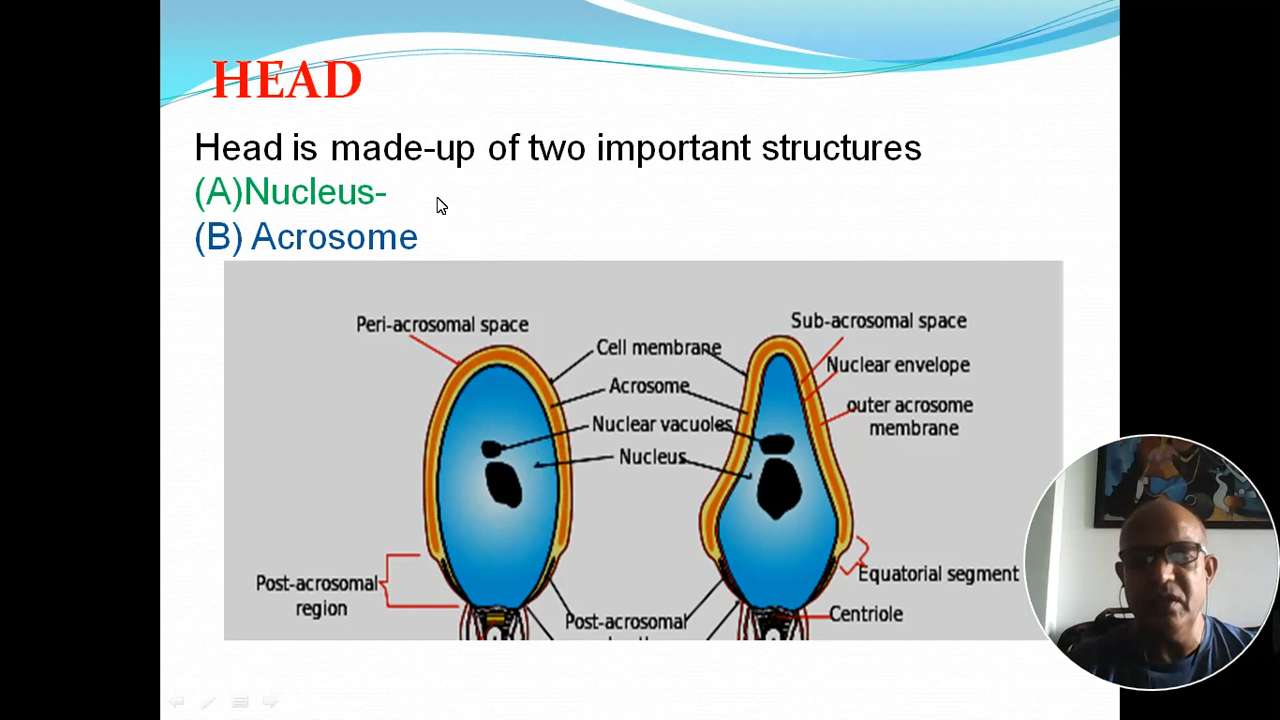 HEAD
Head is made-up of two important structures
(A)Nucleus-
(B) Acrosome
Peri-acrosomal space
Sub-acrosomal space
Cell membrane
Nuclear envelope
Acrosome
outer acrosome
membrane
Nuclear vacuoles
Nucleus
Post-acrosomal
region
Equatorial segment
Centriole
Post-acrosomal